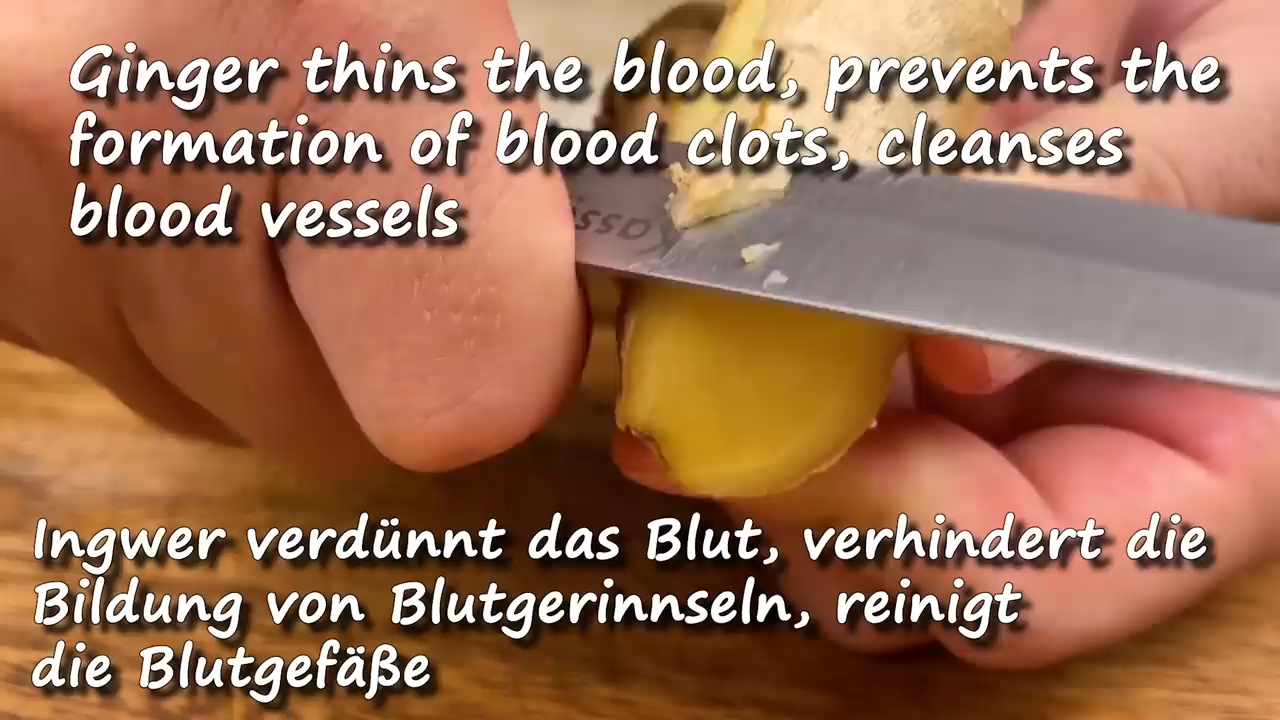 Ginger thins the blood, prevents the
formation of blood clots, cleanses
blood vessels
Ingwer verdünnt das Blut, verhindert die
Bildung von Blutgerinnseln, reinigt
die Blutgefäße